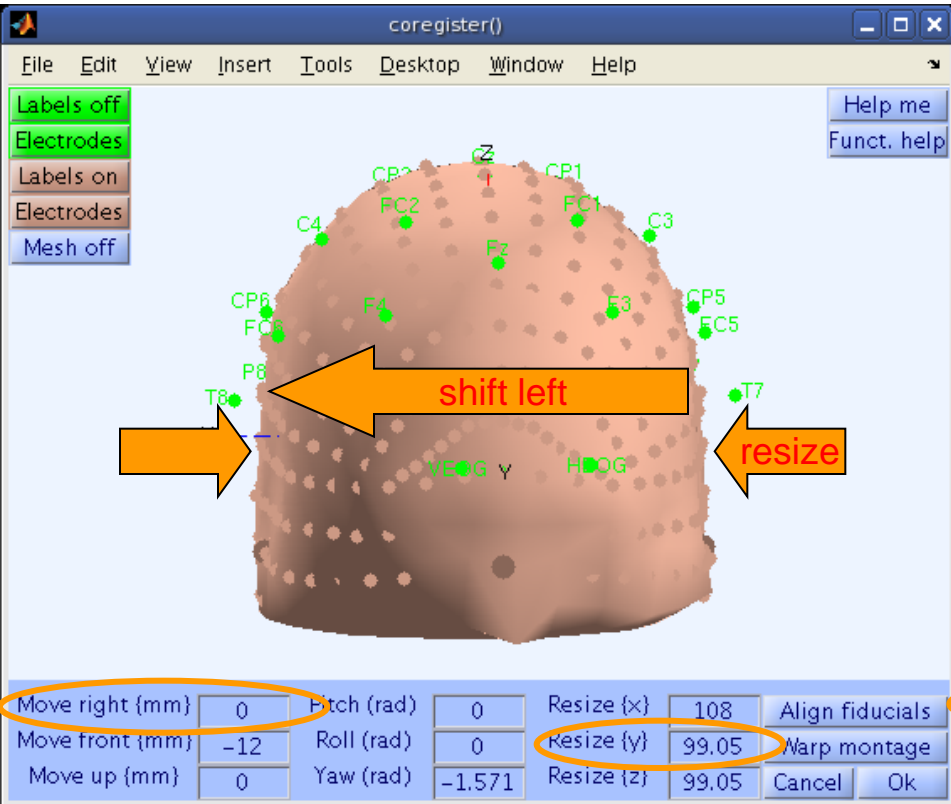 coregister()
File Edit View Insert Tools Desktop Window Help
Labels off
Electrodes
Labels on
Electrodes
Mesh off
Help me
Funct. help
Z
CP1
FC2 FC1
C4 C3
Fz
CP6 CP5
F4 F3
FC5
P8
T8 T7
shift left
resize
Y
Move right {mm} 0 Pitch (rad) 0 Resize {x} 108 Align fiducials
Move front {mm} -12 Roll (rad) 0 Resize {y} 99.05 Warp montage
Move up {mm} 0 Yaw (rad) -1.571 Resize {z} 99.05 Cancel Ok